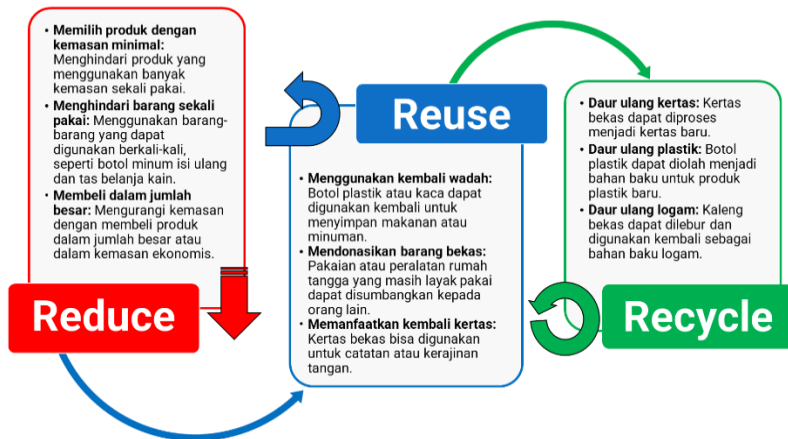 • Memilih produk dengan
kemasan minimal:
Menghindari produk yang
menggunakan banyak
kemasan sekali pakai.
• Menghindari barang sekali
pakai: Menggunakan barang-
barang yang dapat
digunakan berkali-kali,
seperti botol minum isi ulang
dan tas belanja kain.
• Membeli dalam jumlah
besar: Mengurangi kemasan
dengan membeli produk
dalam jumlah besar atau
dalam kemasan ekonomis.
Reduce
Reuse
• Menggunakan kembali wadah:
Botol plastik atau kaca dapat
digunakan kembali untuk
menyimpan makanan atau
minuman.
• Mendonasikan barang bekas:
Pakaian atau peralatan rumah
tangga yang masih layak pakai
dapat disumbangkan kepada
orang lain.
• Memanfaatkan kembali kertas:
Kertas bekas bisa digunakan
untuk catatan atau kerajinan
tangan.
• Daur ulang kertas: Kertas
bekas dapat diproses
menjadi kertas baru.
• Daur ulang plastik: Botol
plastik dapat diolah menjadi
bahan baku untuk produk
plastik baru.
• Daur ulang logam: Kaleng
bekas dapat dilebur dan
digunakan kembali sebagai
bahan baku logam.
Recycle